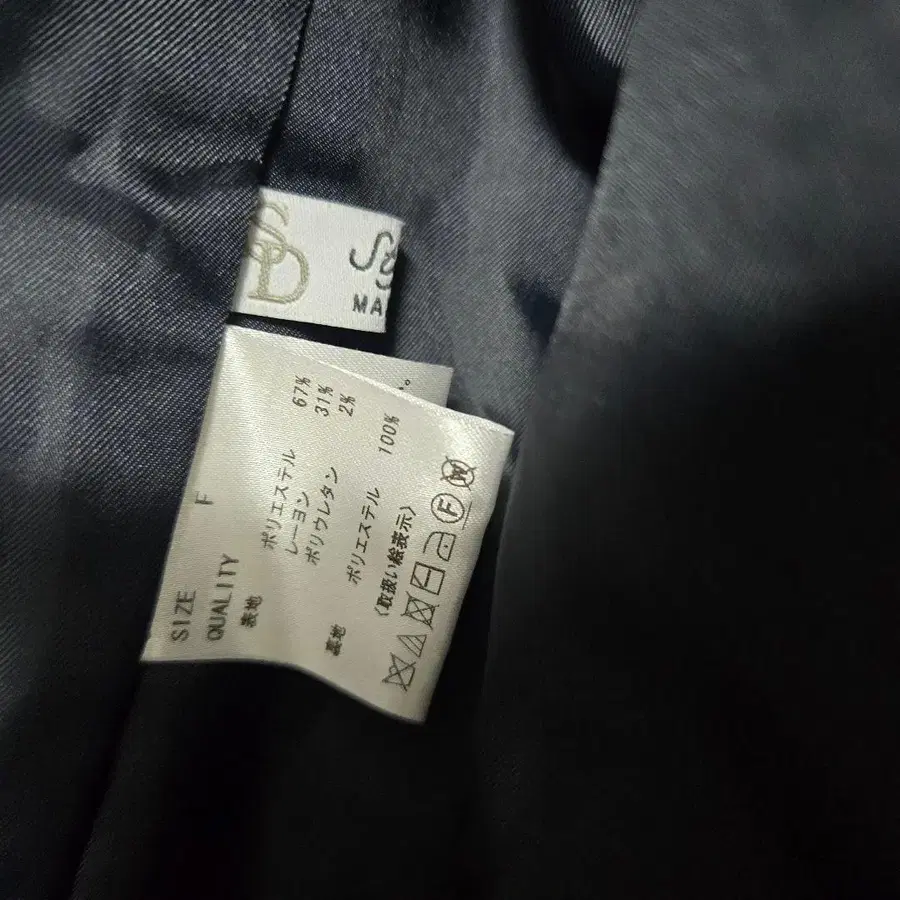 SD
MA
SIZE F
QUALITY
表地 ポリエステル 67%
レーヨン 31%
ポリウレタン 2%
裏地 ポリエステル 100%
(取扱い絵表示)
F
W